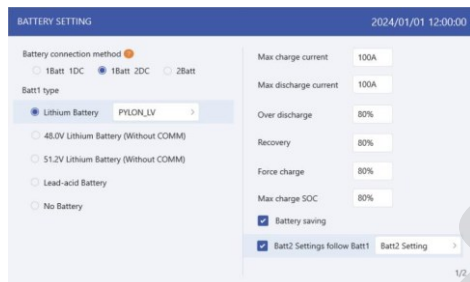 BATTERY SETTING
2024/01/01 12:00:00
Battery connection method
1Batt 1DC
1Batt 2DC
2Batt
Batt1 type
Lithium Battery
PYLON_LV
48.0V Lithium Battery (Without COMM)
51.2V Lithium Battery (Without COMM)
Lead-acid Battery
No Battery
Max charge current
100A
Max discharge current
100A
Over discharge
80%
Recovery
80%
Force charge
80%
Max charge SOC
80%
Battery saving
Batt2 Settings follow Batt1
Batt2 Setting
1/2